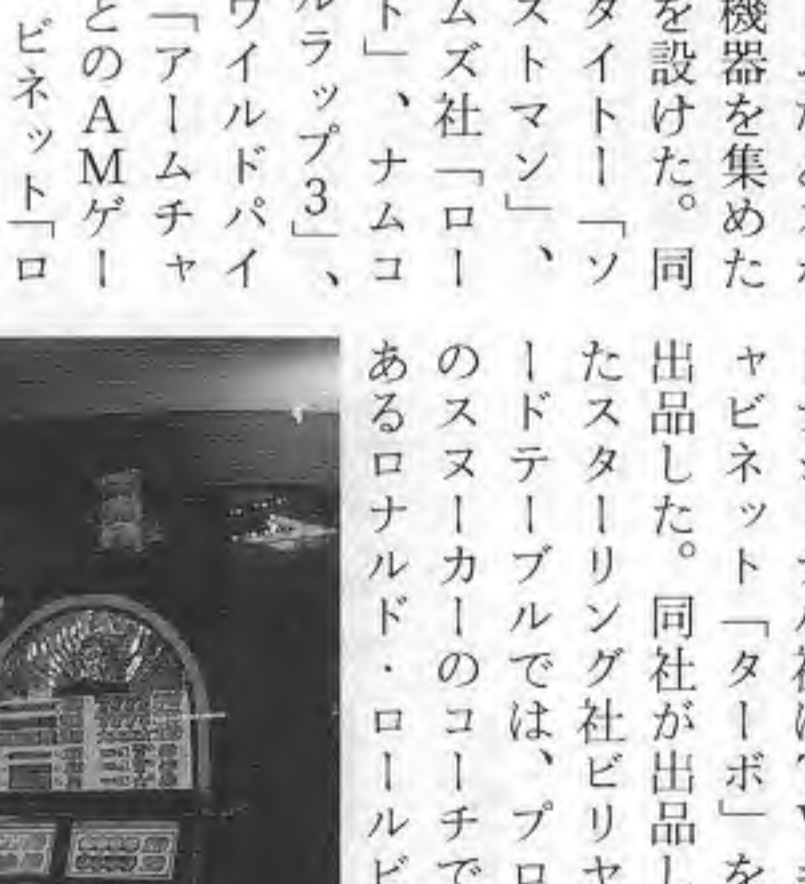 機器を集めた
を設けた。同
タイトー「ソ
ストマン」、
ムズ社「ロー
ト」、ナムコ
ルラップ3」、
ワイルドパイ
「アームチャ
とのAMゲー
ビネット「ロ
ャビネット「ターボ」を
出品した。同社が出品し
たスターリング社ビリヤ
ードテーブルでは、プロ
のスヌーカーのコーチで
あるロナルド・ロールビ